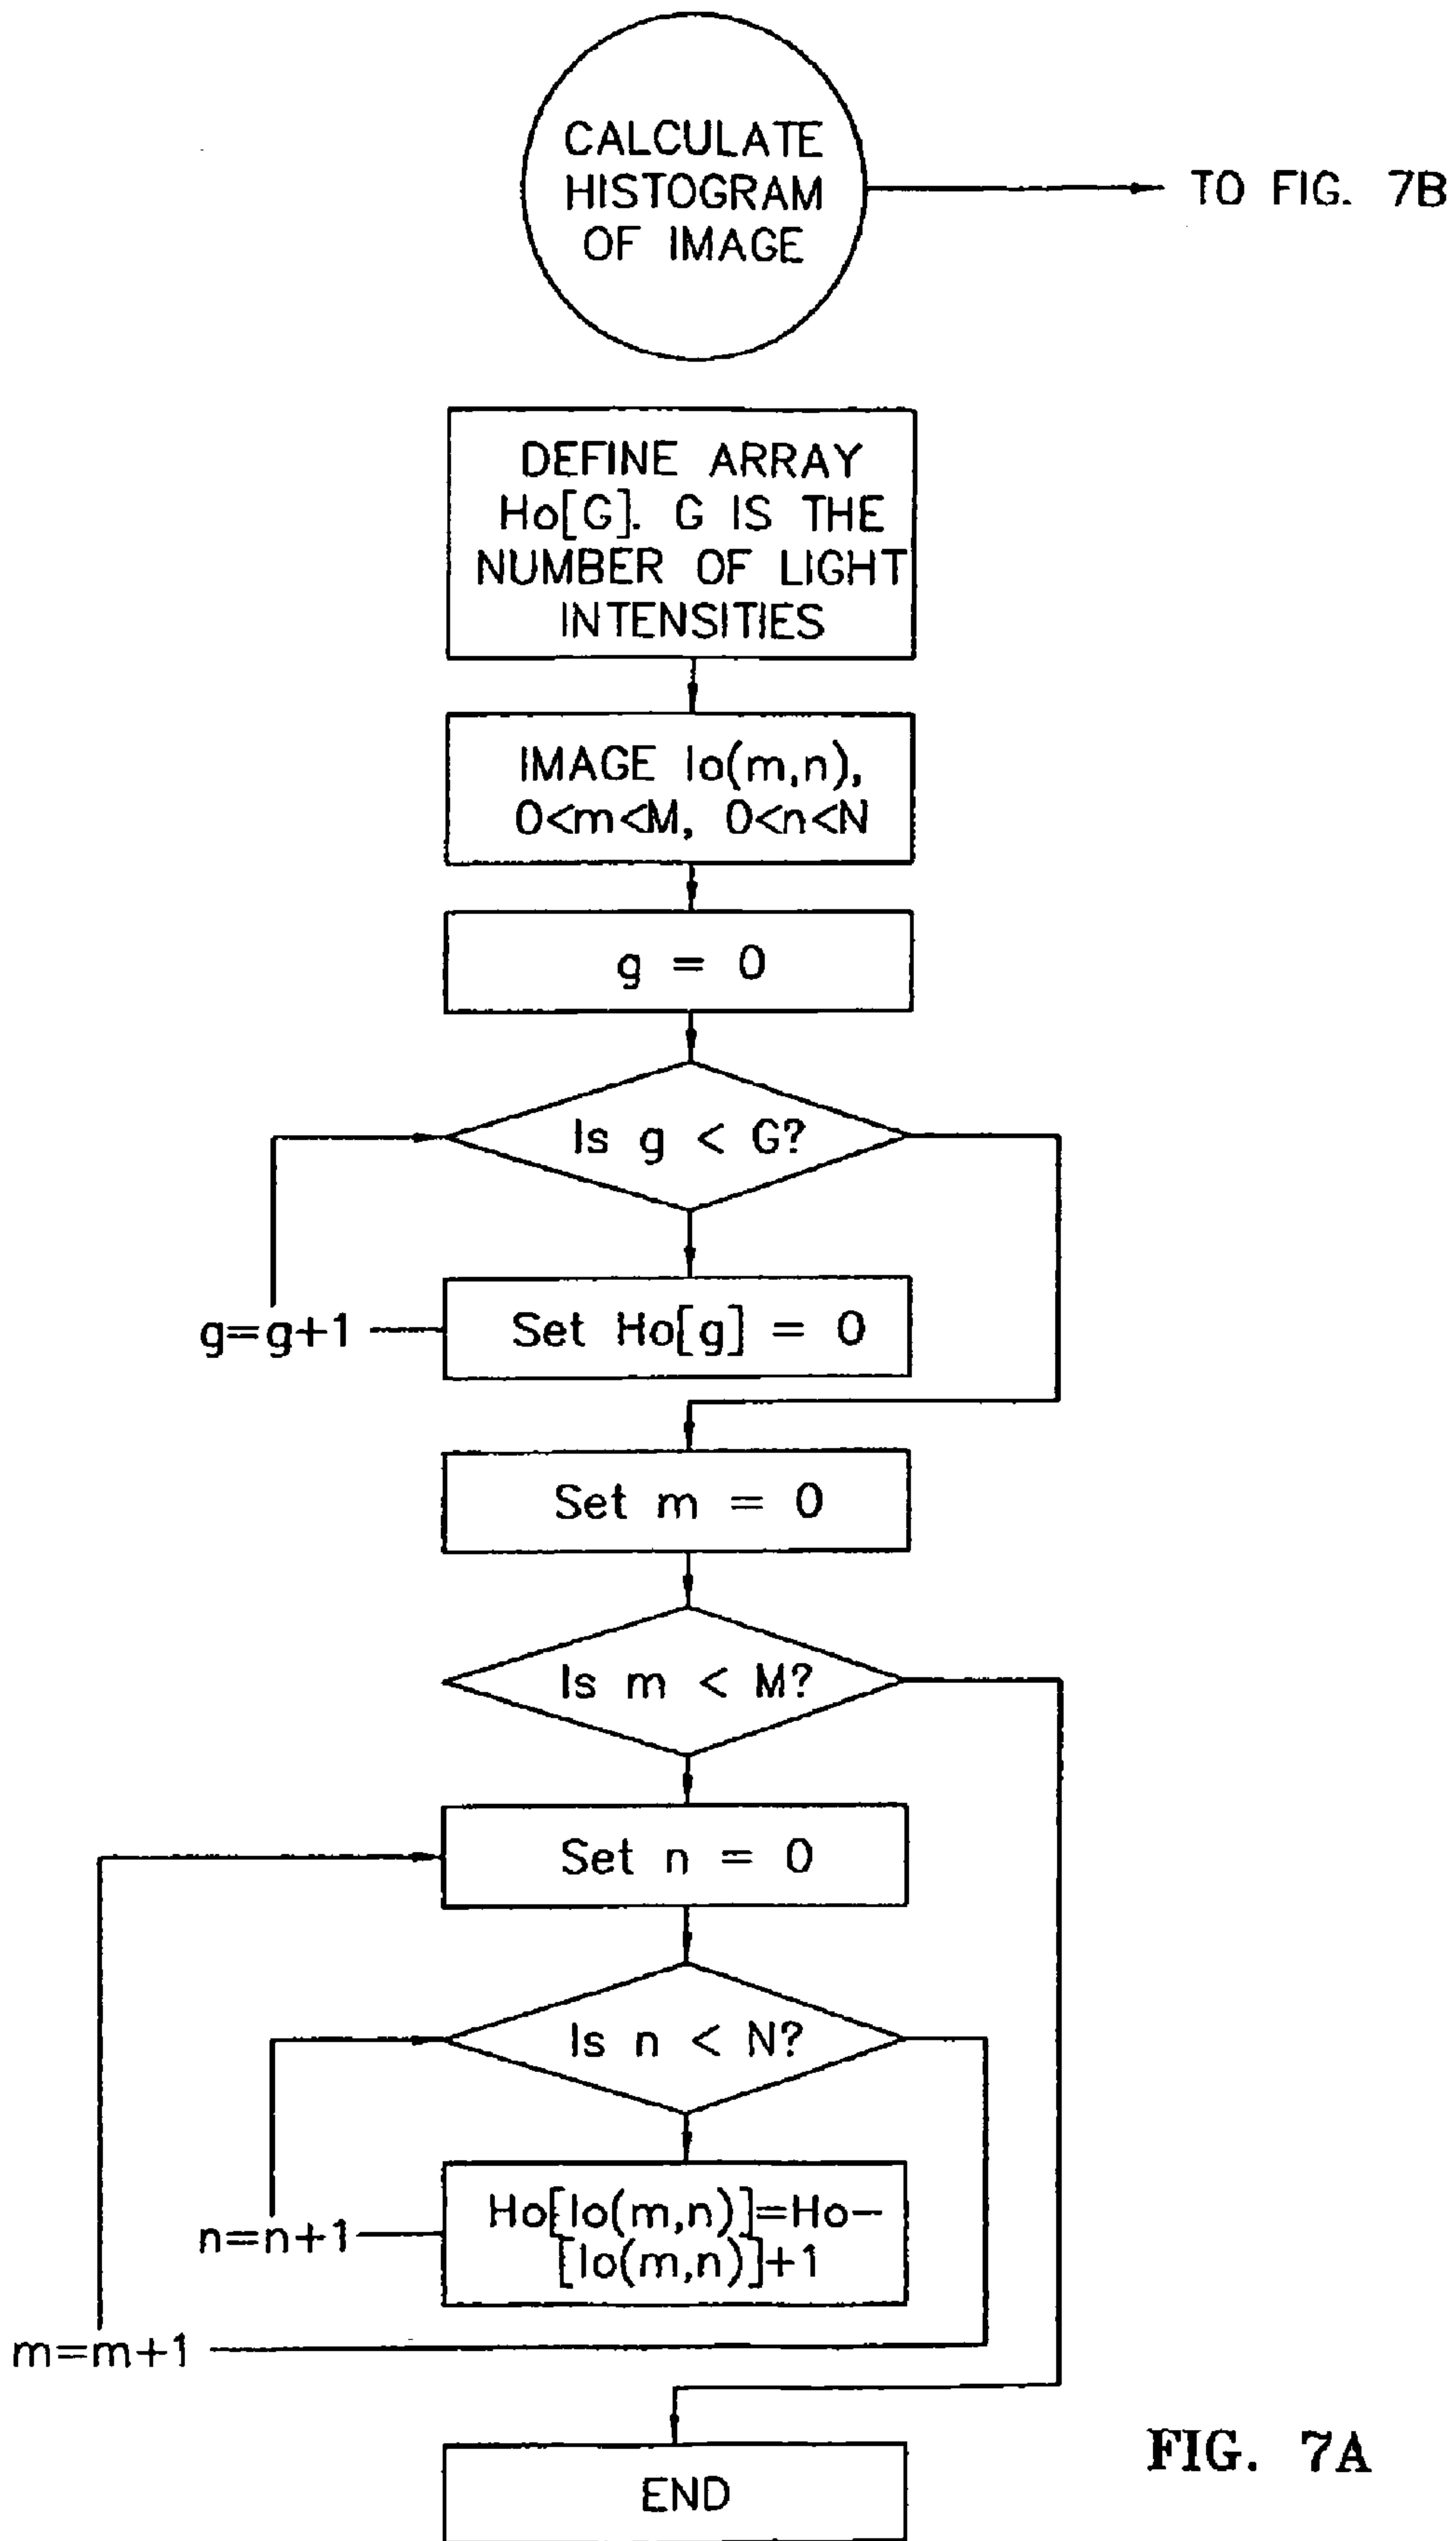 CALCULATE
HISTOGRAM
OF IMAGE
TO FIG. 7B
DEFINE ARRAY
Ho[G]. G IS THE
NUMBER OF LIGHT
INTENSITIES
IMAGE Io(m,n),
0<m<M, 0<n<N
g = 0
Is g < G?
g=g+1
Set Ho[g] = 0
Set m = 0
Is m < M?
Set n = 0
Is n < N?
Ho[Io(m,n)]=Ho-
[Io(m,n)]+1
n=n+1
m=m+1
END
FIG. 7A